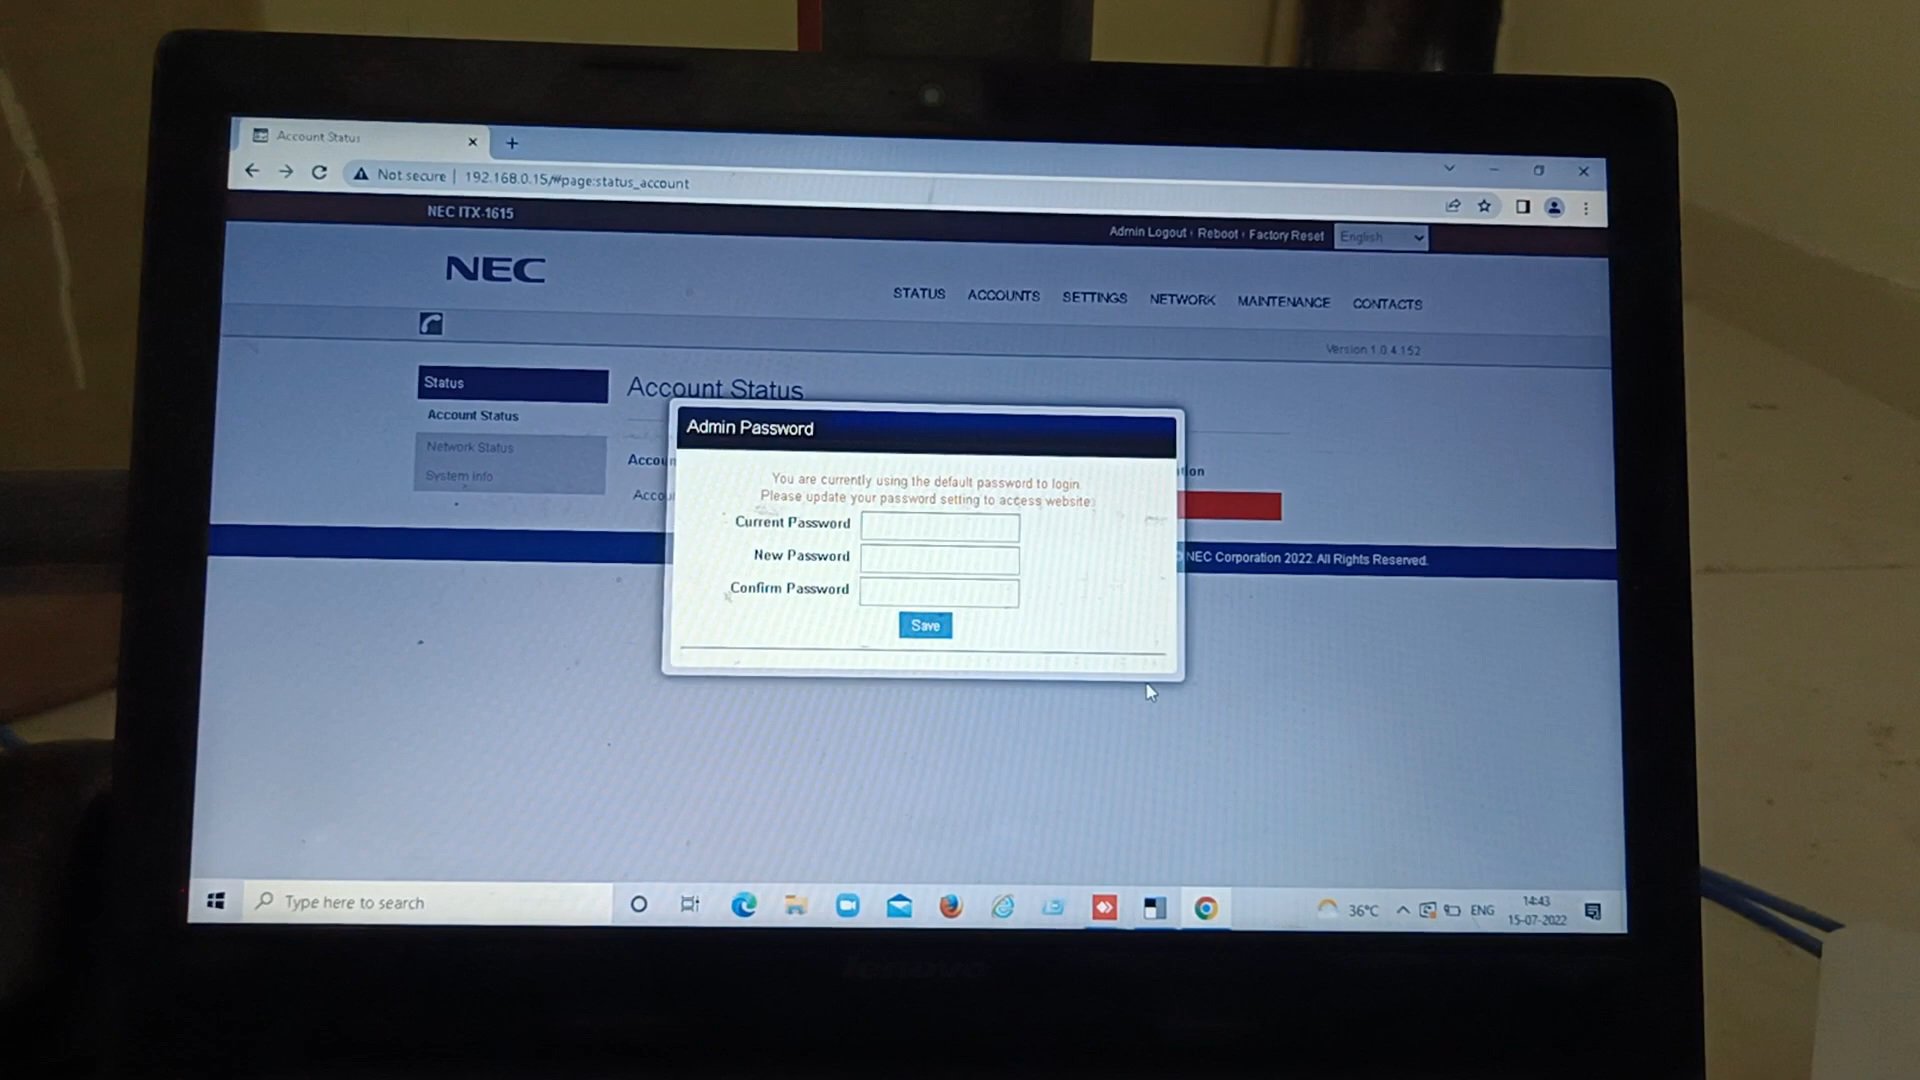 Account Status
Not secure | 192.168.0.15/#page:status_account
NEC ITX-1615
Admin Logout | Reboot | Factory Reset
English
NEC
STATUS ACCOUNTS SETTINGS NETWORK MAINTENANCE CONTACTS
Version 1.0.4.152
Status
Account Status
Account Status
Network Status
System Info
Admin Password
You are currently using the default password to login
Please update your password setting to access website.
Current Password
New Password
Confirm Password
Save
NEC Corporation 2022. All Rights Reserved.
Type here to search
36°C
ENG
14:43
15-07-2022
lenovo